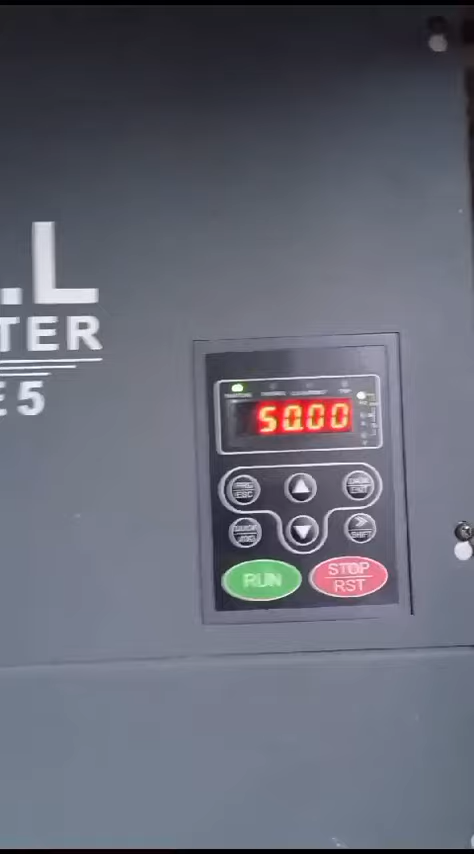 .L
TER
E5
50.00
PRG
ESC
DATA
ENT
QUICK
JOG
SHIFT
RUN
STOP
RST